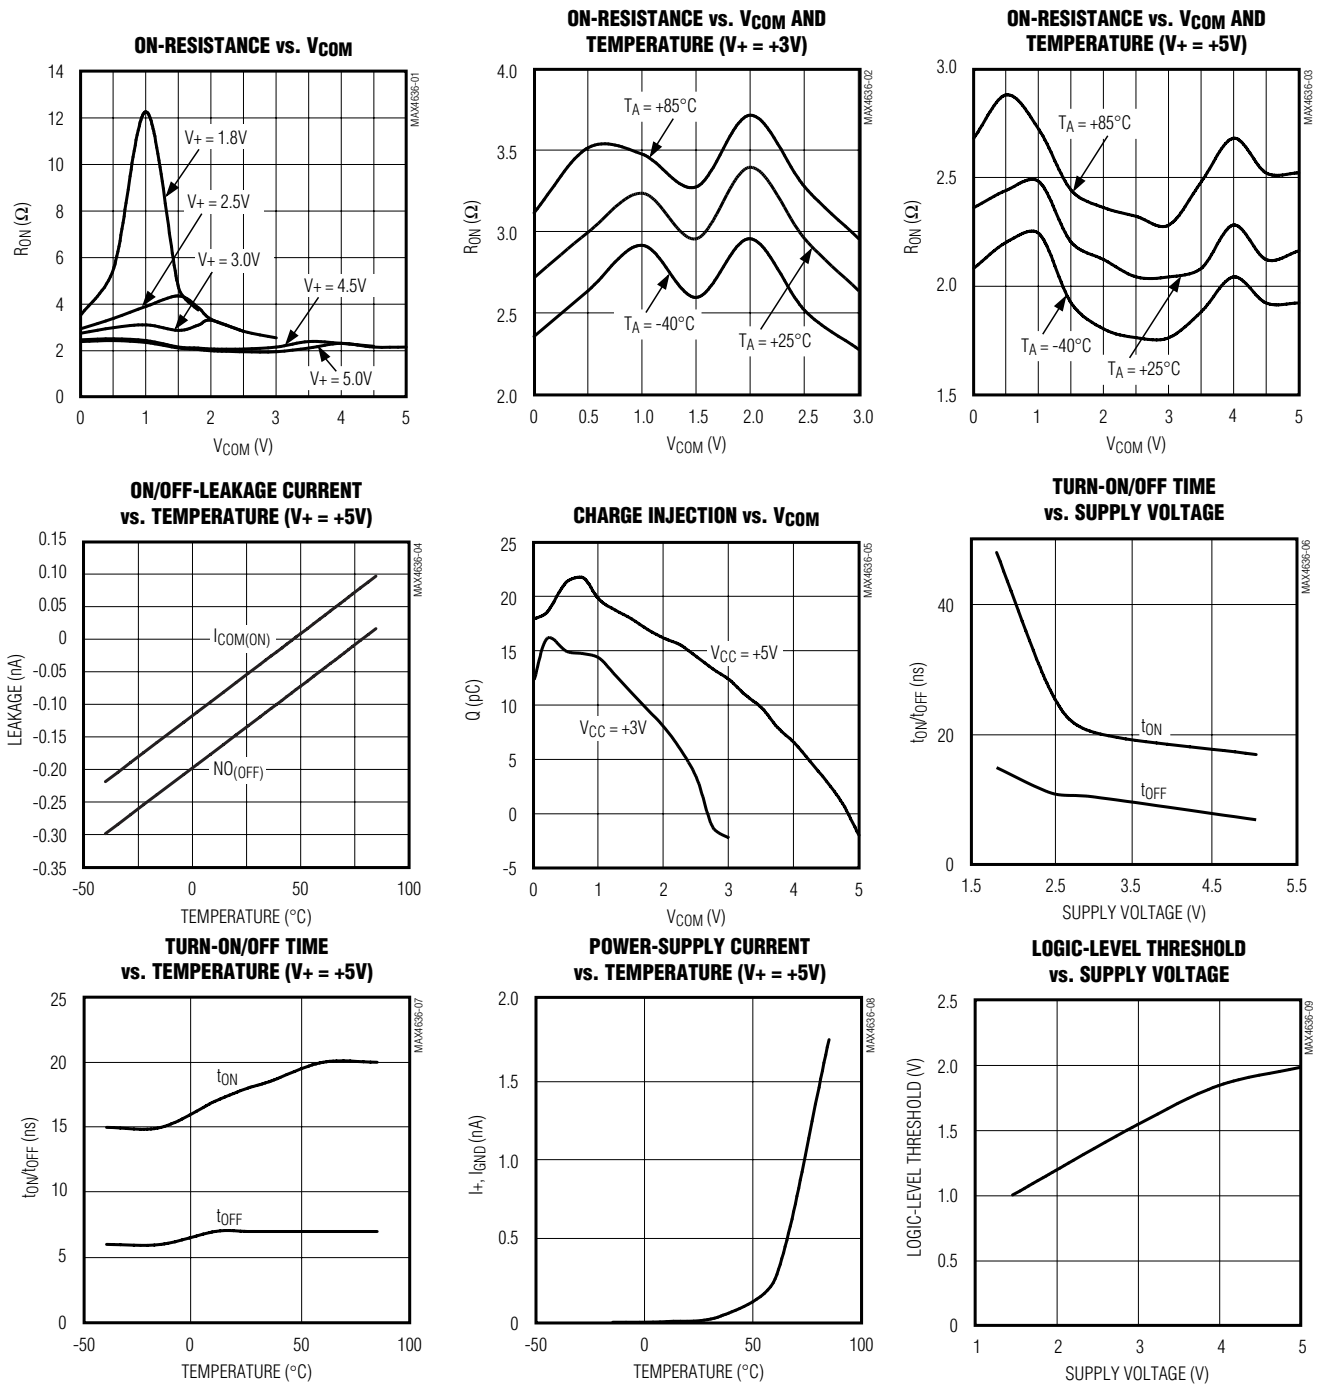 ON-RESISTANCE vs. VCOM
14
12
10
8
6
4
2
0
RON (Ω)
V+ = 1.8V
V+ = 2.5V
V+ = 3.0V
V+ = 4.5V
V+ = 5.0V
0 1 2 3 4 5
VCOM (V)
MAX4636-01
ON-RESISTANCE vs. VCOM AND
TEMPERATURE (V+ = +3V)
4.0
3.5
3.0
2.5
2.0
RON (Ω)
TA = +85°C
TA = -40°C
TA = +25°C
0 0.5 1.0 1.5 2.0 2.5 3.0
VCOM (V)
MAX4636-02
ON-RESISTANCE vs. VCOM AND
TEMPERATURE (V+ = +5V)
3.0
2.5
2.0
1.5
RON (Ω)
TA = +85°C
TA = -40°C
TA = +25°C
0 1 2 3 4 5
VCOM (V)
MAX4636-03
ON/OFF-LEAKAGE CURRENT
vs. TEMPERATURE (V+ = +5V)
0.15
0.10
0.05
0
-0.05
-0.10
-0.15
-0.20
-0.25
-0.30
-0.35
LEAKAGE (nA)
ICOM(ON)
NO(OFF)
-50 0 50 100
TEMPERATURE (°C)
MAX4636-04
CHARGE INJECTION vs. VCOM
25
20
15
10
5
0
-5
Q (pC)
VCC = +5V
VCC = +3V
0 1 2 3 4 5
VCOM (V)
MAX4636-05
TURN-ON/OFF TIME
vs. SUPPLY VOLTAGE
40
20
0
tON/tOFF (ns)
tON
tOFF
1.5 2.5 3.5 4.5 5.5
SUPPLY VOLTAGE (V)
MAX4636-06
TURN-ON/OFF TIME
vs. TEMPERATURE (V+ = +5V)
25
20
15
10
5
0
tON/tOFF (ns)
tON
tOFF
-50 0 50 100
TEMPERATURE (°C)
MAX4636-07
POWER-SUPPLY CURRENT
vs. TEMPERATURE (V+ = +5V)
2.0
1.5
1.0
0.5
0
I+, IGND (nA)
-50 0 50 100
TEMPERATURE (°C)
MAX4636-08
LOGIC-LEVEL THRESHOLD
vs. SUPPLY VOLTAGE
2.5
2.0
1.5
1.0
0.5
0
LOGIC-LEVEL THRESHOLD (V)
1 2 3 4 5
SUPPLY VOLTAGE (V)
MAX4636-09